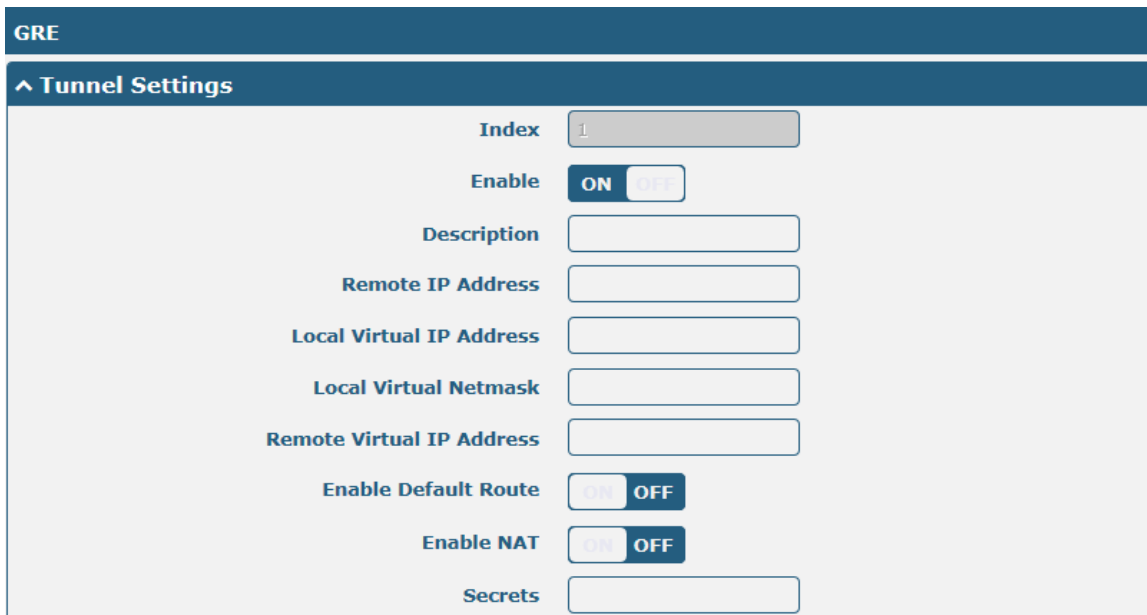 GRE
^ Tunnel Settings
Index 1
Enable ON OFF
Description
Remote IP Address
Local Virtual IP Address
Local Virtual Netmask
Remote Virtual IP Address
Enable Default Route ON OFF
Enable NAT ON OFF
Secrets